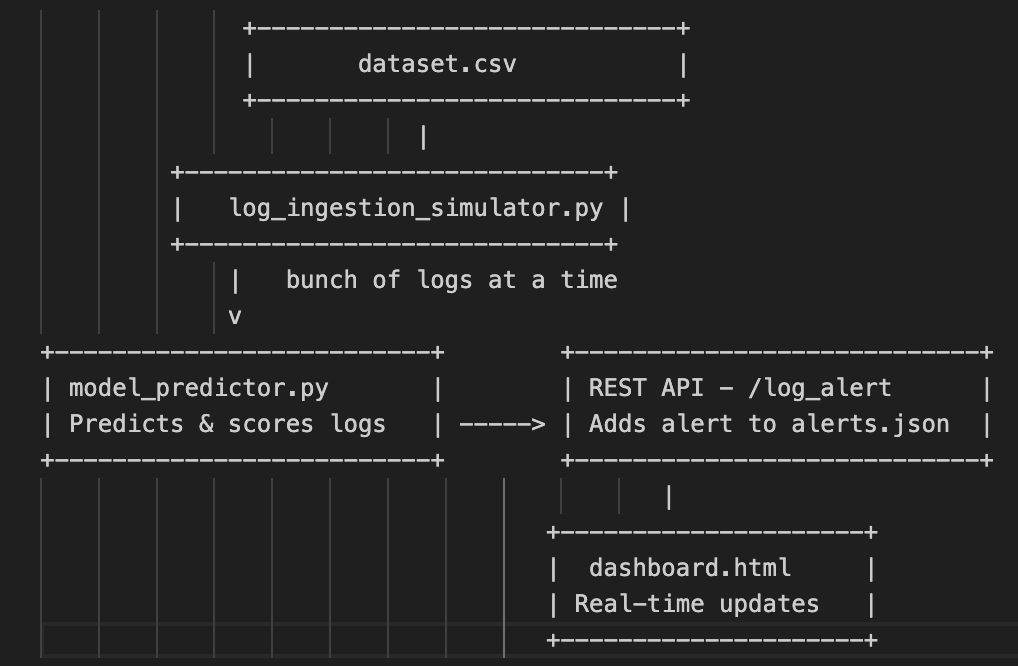 +-----------------------------+
|       dataset.csv           |
+-----------------------------+
|
+-----------------------------+
|   log_ingestion_simulator.py |
+-----------------------------+
|   bunch of logs at a time
v
+--------------------------+        +----------------------------+
| model_predictor.py       |        | REST API - /log_alert      |
| Predicts & scores logs   | -----> | Adds alert to alerts.json  |
+--------------------------+        +----------------------------+
|
+---------------------+
|  dashboard.html     |
| Real-time updates   |
+---------------------+